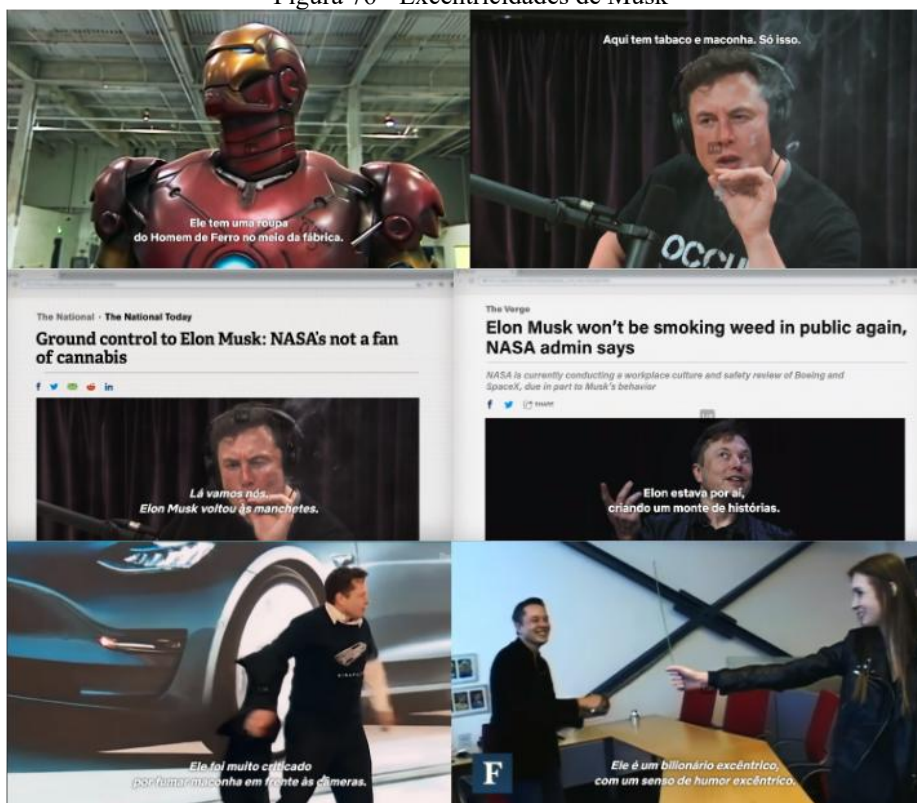 Figura 76 - Excentricidades de Musk
Ele tem uma roupa
do Homem de Ferro no meio da fábrica.
Aqui tem tabaco e maconha. Só isso.
OCCU
The National · The National Today
Ground control to Elon Musk: NASA's not a fan
of cannabis
Lá vamos nós.
Elon Musk voltou às manchetes.
The Verge
Elon Musk won't be smoking weed in public again,
NASA admin says
NASA is currently conducting a workplace culture and safety review of Boeing and
SpaceX, due in part to Musk's behavior
SHARE
Elon estava por aí,
criando um monte de histórias.
Ele foi muito criticado
por fumar maconha em frente às câmeras.
F
Ele é um bilionário excêntrico,
com um senso de humor excêntrico.